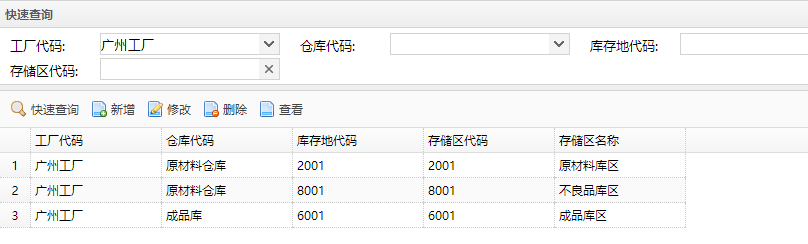 快速查询
工厂代码: 广州工厂 仓库代码: 库存地代码:
存储区代码:
快速查询 新增 修改 删除 查看
工厂代码 仓库代码 库存地代码 存储区代码 存储区名称
1 广州工厂 原材料仓库 2001 2001 原材料库区
2 广州工厂 原材料仓库 8001 8001 不良品库区
3 广州工厂 成品库 6001 6001 成品库区